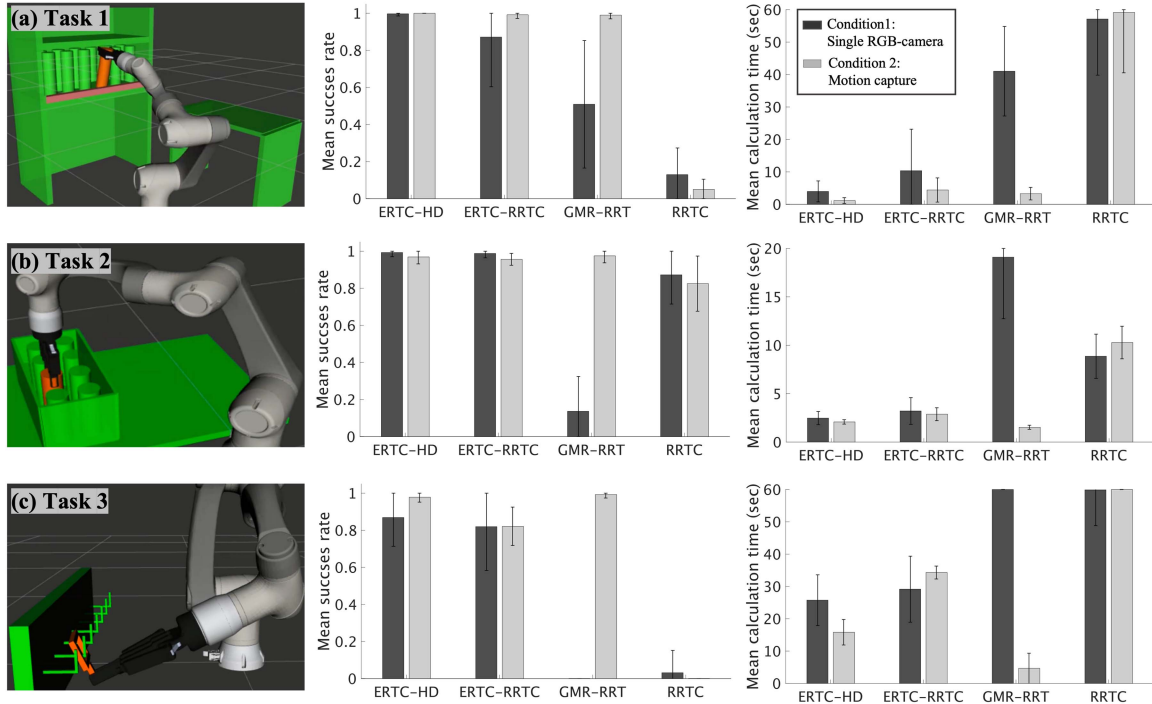 (a) Task 1
Mean succses rate
1
0.8
0.6
0.4
0.2
0
ERTC-HD ERTC-RRTC GMR-RRT RRTC
Mean calculation time (sec)
60
50
40
30
20
10
0
ERTC-HD ERTC-RRTC GMR-RRT RRTC
Condition1:
Single RGB-camera
Condition 2:
Motion capture
(b) Task 2
Mean succses rate
1
0.8
0.6
0.4
0.2
0
ERTC-HD ERTC-RRTC GMR-RRT RRTC
Mean calculation time (sec)
20
15
10
5
0
ERTC-HD ERTC-RRTC GMR-RRT RRTC
(c) Task 3
Mean succses rate
1
0.8
0.6
0.4
0.2
0
ERTC-HD ERTC-RRTC GMR-RRT RRTC
Mean calculation time (sec)
60
50
40
30
20
10
0
ERTC-HD ERTC-RRTC GMR-RRT RRTC